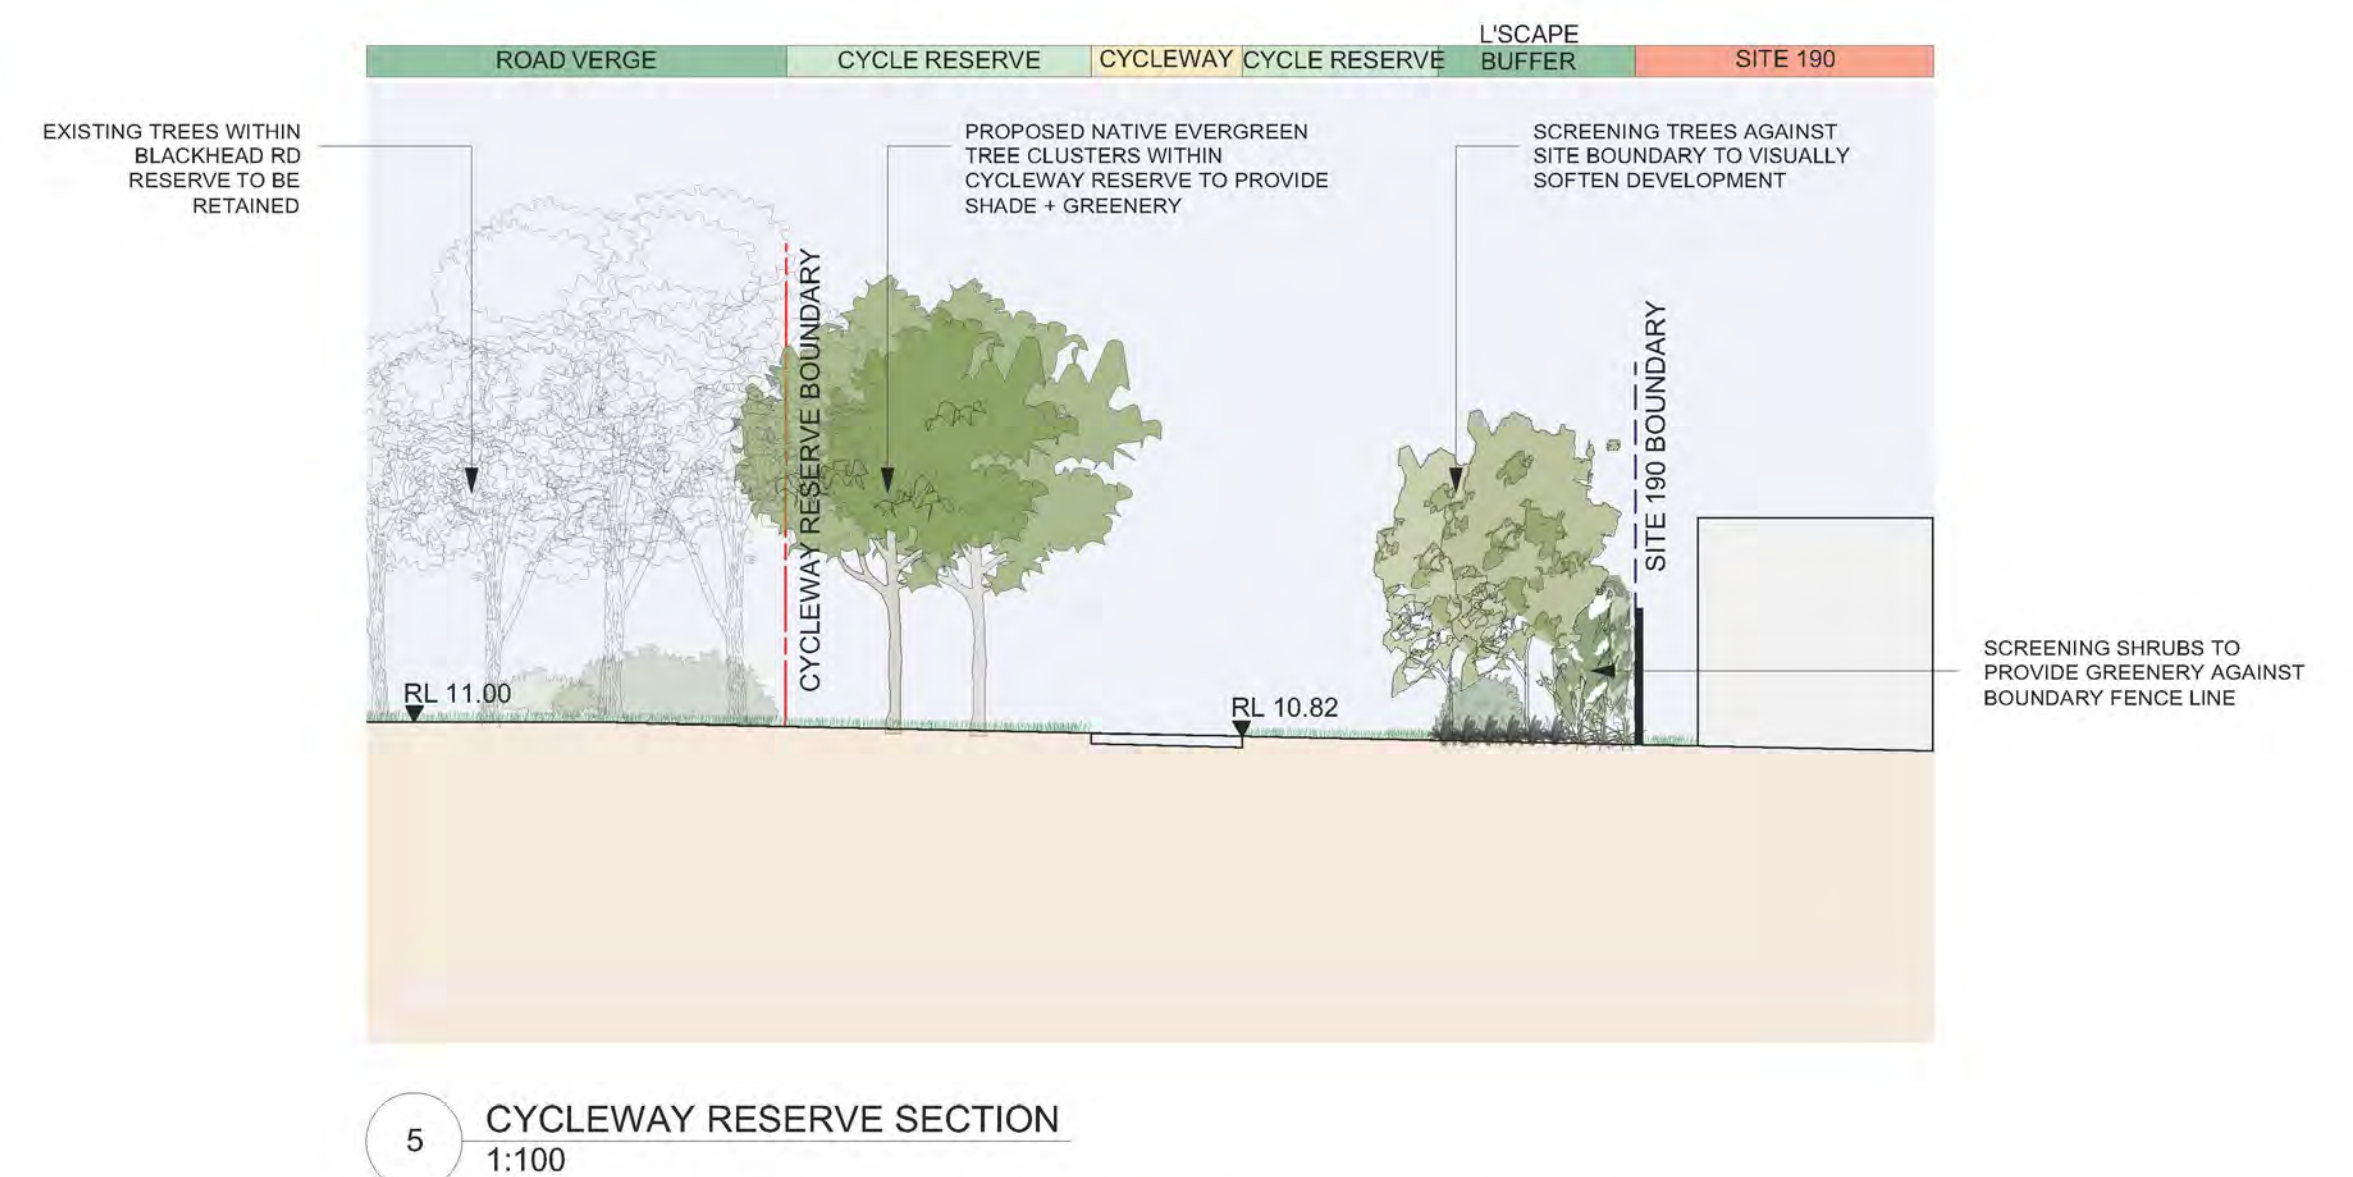 L'SCAPE
ROAD VERGE
CYCLE RESERVE
CYCLEWAY
CYCLE RESERVE
BUFFER
SITE 190
EXISTING TREES WITHIN
BLACKHEAD RD
RESERVE TO BE
RETAINED
PROPOSED NATIVE EVERGREEN
TREE CLUSTERS WITHIN
CYCLEWAY RESERVE TO PROVIDE
SHADE + GREENERY
SCREENING TREES AGAINST
SITE BOUNDARY TO VISUALLY
SOFTEN DEVELOPMENT
CYCLEWAY RESERVE BOUNDARY
SITE 190 BOUNDARY
SCREENING SHRUBS TO
PROVIDE GREENERY AGAINST
BOUNDARY FENCE LINE
RL 11.00
RL 10.82
5
CYCLEWAY RESERVE SECTION
1:100